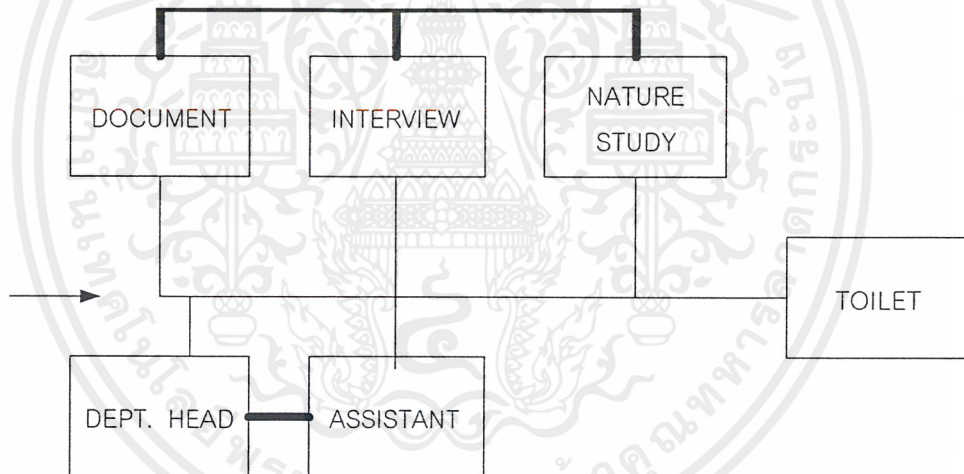 DOCUMENT
INTERVIEW
NATURE
STUDY
TOILET
DEPT. HEAD
ASSISTANT